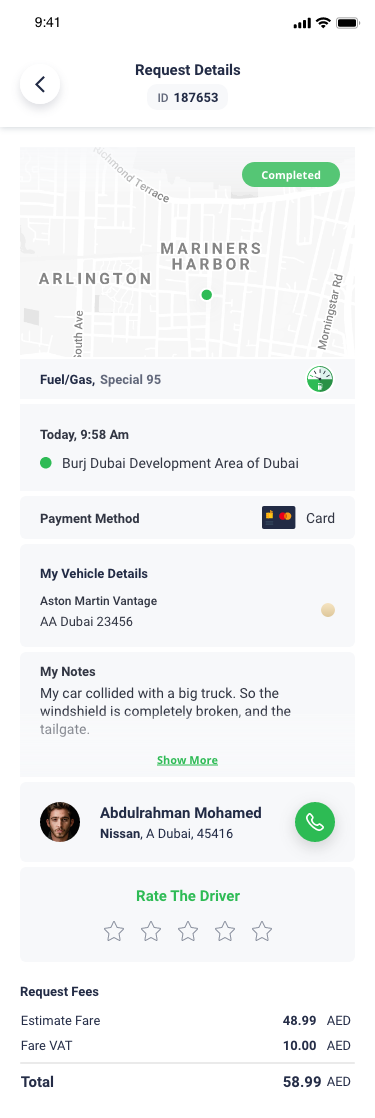 9:41
Request Details
ID 187653
Richmond Terrace
Completed
MARINERS
HARBOR
ARLINGTON
South Ave
Morningstar Rd
Fuel/Gas, Special 95
Today, 9:58 Am
Burj Dubai Development Area of Dubai
Payment Method
Card
My Vehicle Details
Aston Martin Vantage
AA Dubai 23456
My Notes
My car collided with a big truck. So the
windshield is completely broken, and the
tailgate.
Show More
Abdulrahman Mohamed
Nissan, A Dubai, 45416
Rate The Driver
Request Fees
Estimate Fare 48.99 AED
Fare VAT 10.00 AED
Total 58.99 AED